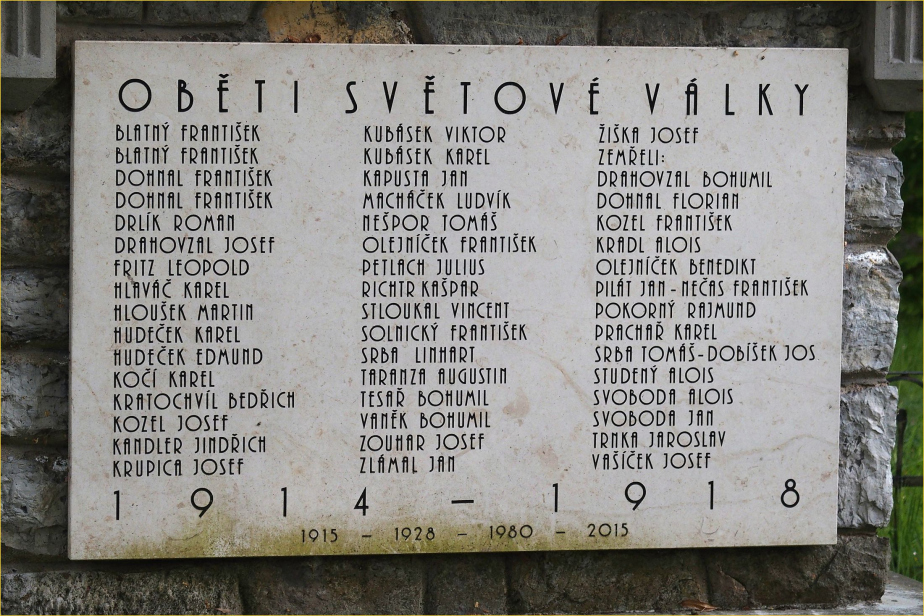 OBĚTI SVĚTOVÉ VÁLKY
BLATNÝ FRANTIŠEK
BLATNÝ FRANTIŠEK
DOHNAL FRANTIŠEK
DOHNAL FRANTIŠEK
DRLÍK ROMAN
DRAHOVZAL JOSEF
FRITZ LEOPOLD
HLAVÁČ KAREL
HLOUŠEK MARTIN
HUDEČEK KAREL
HUDEČEK EDMUND
KOČÍ KAREL
KRATOCHVÍL BEDŘICH
KOZEL JOSEF
KANDLER JINDŘICH
KRUPICA JOSEF
KUBÁSEK VIKTOR
KUBÁSEK KAREL
KAPUSTA JAN
MACHÁČEK LUDVÍK
NEŠPOR TOMÁŠ
OLEJNÍČEK FRANTIŠEK
PETLACH JULIUS
RICHTR KAŠPAR
STLOUKAL VINCENT
SOLNICKÝ FRANTIŠEK
SRBA LINHART
TARANZA AUGUSTIN
TESAŘ BOHUMIL
VANĚK BOHUMIL
ZOUHAR JOSEF
ZLÁMAL JAN
ŽIŠKA JOSEF
ZEMŘELI:
DRAHOVZAL BOHUMIL
DOHNAL FLORIAN
KOZEL FRANTIŠEK
KRADL ALOIS
OLEJNÍČEK BENEDIKT
PILÁT JAN - NEČAS FRANTIŠEK
POKORNÝ RAJMUND
PRACHAŘ KAREL
SRBA TOMÁŠ - DOBÍŠEK JOS
STUDENÝ ALOIS
SVOBODA ALOIS
SVOBODA JAN
TRNKA JAROSLAV
VAŠÍČEK JOSEF
1914 – 1918
1915 – 1928 – 1980 – 2015